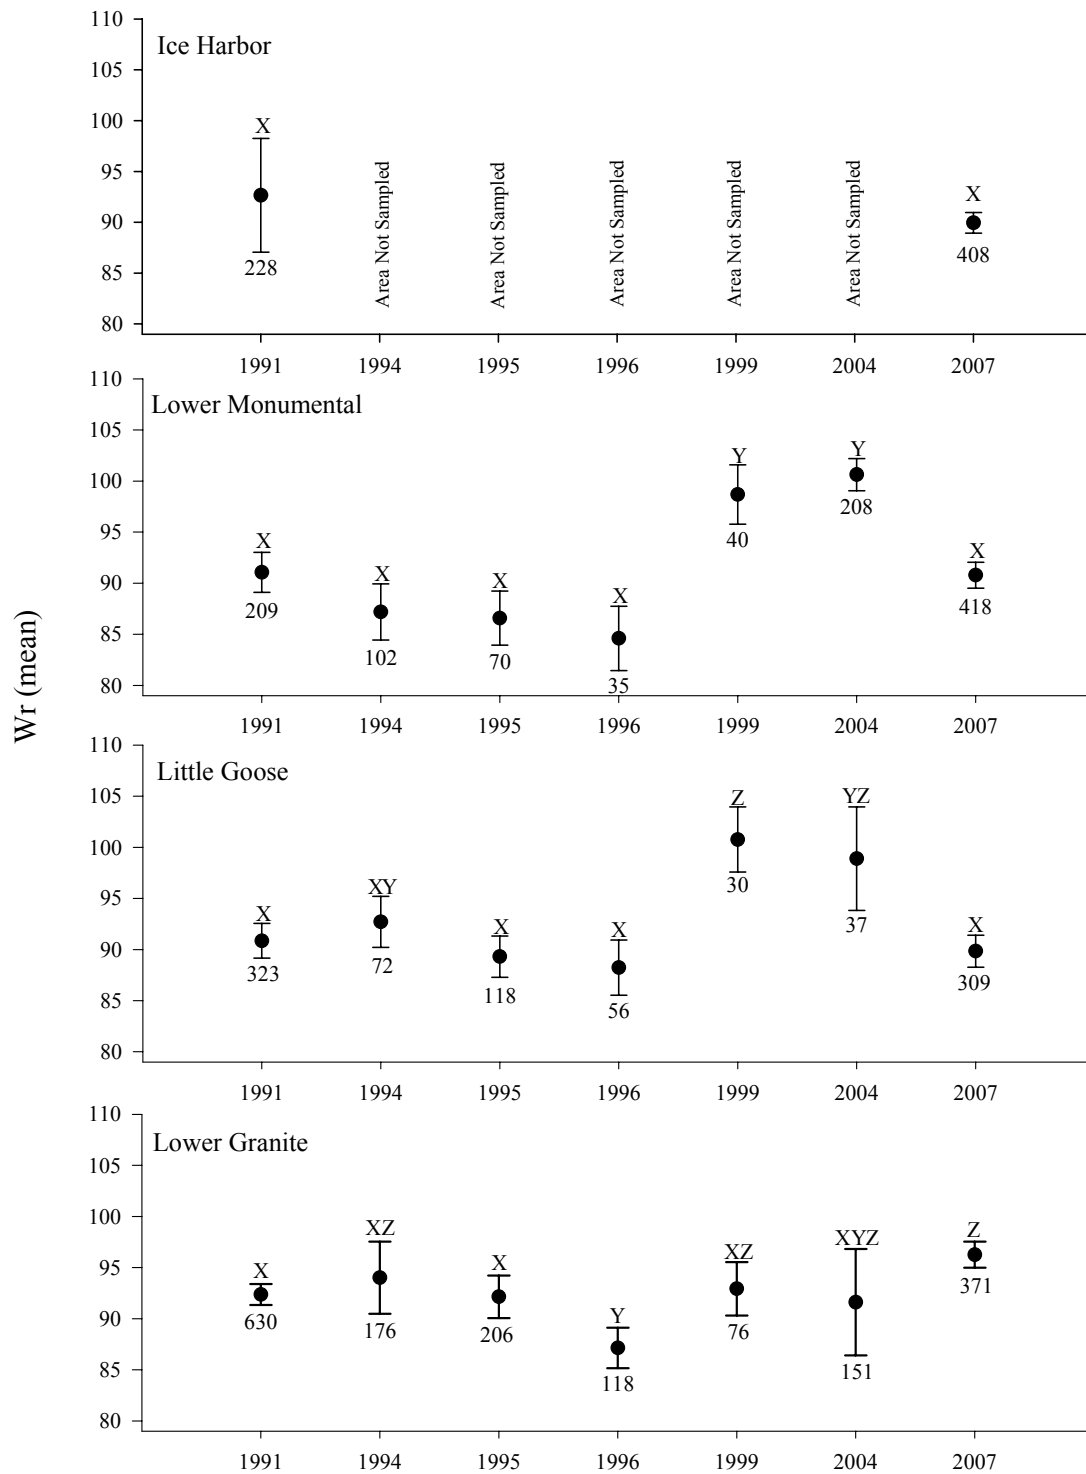 Wr (mean)
110
Ice Harbor
105
100
95
90
85
80
X
228
Area Not Sampled
Area Not Sampled
Area Not Sampled
Area Not Sampled
Area Not Sampled
X
408
1991 1994 1995 1996 1999 2004 2007
110
Lower Monumental
105
100
95
90
85
80
X
209
X
102
X
70
X
35
Y
40
Y
208
X
418
1991 1994 1995 1996 1999 2004 2007
110
Little Goose
105
100
95
90
85
80
X
323
XY
72
X
118
X
56
Z
30
YZ
37
X
309
1991 1994 1995 1996 1999 2004 2007
110
Lower Granite
105
100
95
90
85
80
X
630
XZ
176
X
206
Y
118
XZ
76
XYZ
151
Z
371
1991 1994 1995 1996 1999 2004 2007